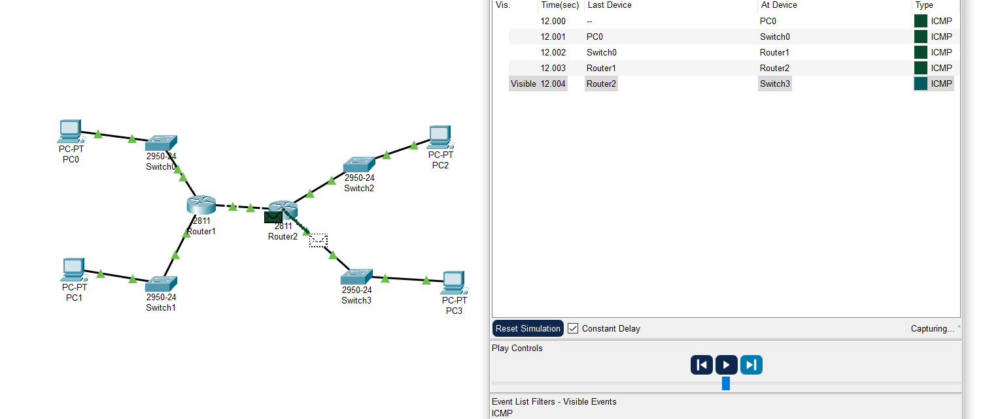 Vis. Time(sec) Last Device At Device Type
12.000 -- PC0 ICMP
12.001 PC0 Switch0 ICMP
12.002 Switch0 Router1 ICMP
12.003 Router1 Router2 ICMP
Visible 12.004 Router2 Switch3 ICMP
PC-PT
PC0
2950-24
Switch0
PC-PT
PC2
2950-24
Switch2
2811
Router1
2811
Router2
PC-PT
PC1
2950-24
Switch1
2950-24
Switch3
PC-PT
PC3
Reset Simulation Constant Delay Capturing... *
Play Controls
Event List Filters - Visible Events
ICMP